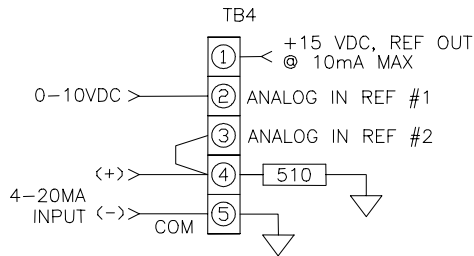 TB4
1
+15 VDC, REF OUT
@ 10mA MAX
0-10VDC
2
ANALOG IN REF #1
3
ANALOG IN REF #2
(+)
4
510
4-20MA
INPUT
(-)
COM
5